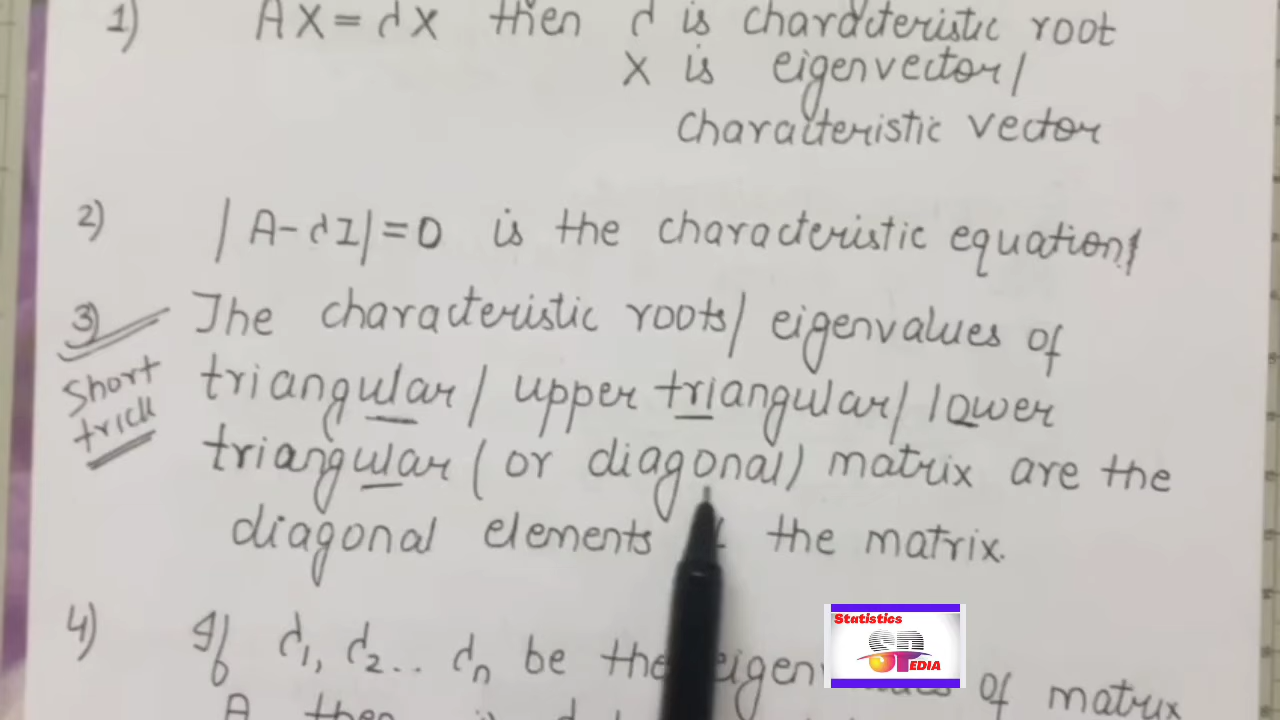 1) AX = λX then λ is characteristic root
X is eigenvector/
characteristic vector
2) |A-λI| = 0 is the characteristic equation
3) The characteristic roots/ eigenvalues of
Short trick
triangular/ upper triangular/ lower
triangular (or diagonal) matrix are the
diagonal elements the matrix.
4) If λ1, λ2.. λn be the of matrix
A then
Statistics
PEDIA